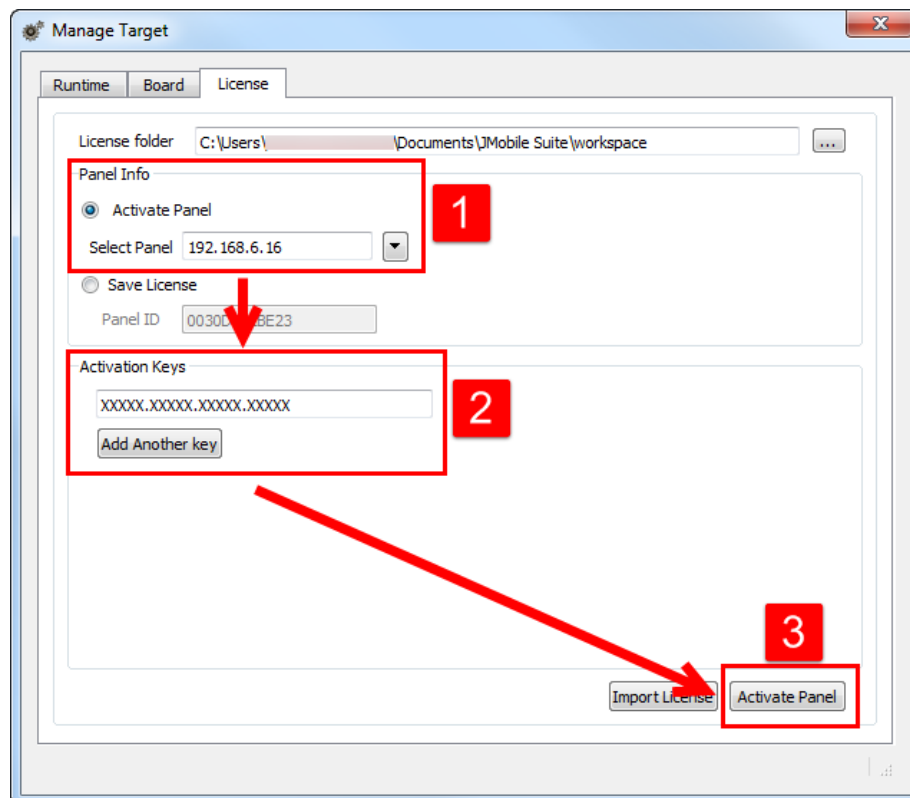 Manage Target
Runtime Board License
License folder C:\Users\ \Documents\JMobile Suite\workspace ...
Panel Info
Activate Panel
1
Select Panel 192.168.6.16
Save License
Panel ID 0030D BE23
Activation Keys
XXXXX.XXXXX.XXXXX.XXXXX
2
Add Another key
3
Import License Activate Panel